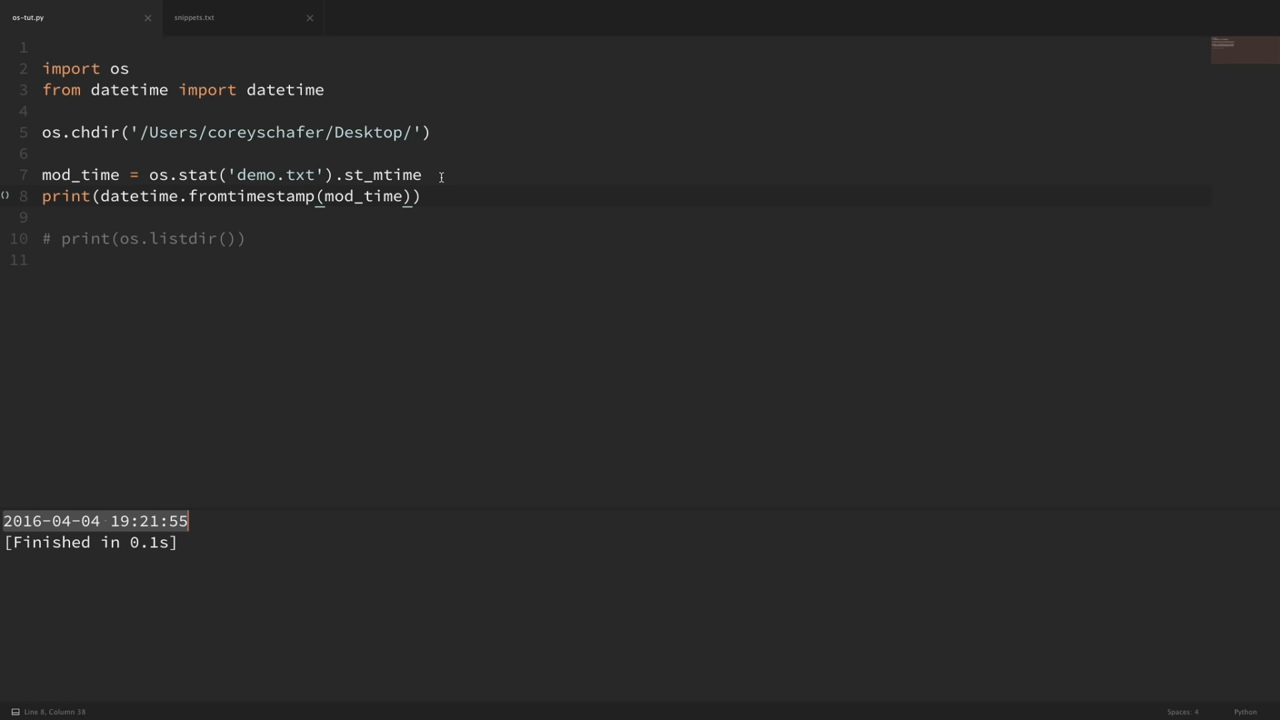 os-tut.py
snippets.txt
1
2 import os
3 from datetime import datetime
4
5 os.chdir('/Users/coreyschafer/Desktop/')
6
7 mod_time = os.stat('demo.txt').st_mtime
8 print(datetime.fromtimestamp(mod_time))
9
10 # print(os.listdir())
11
2016-04-04 19:21:55
[Finished in 0.1s]
Line 8, Column 38
Spaces: 4
Python